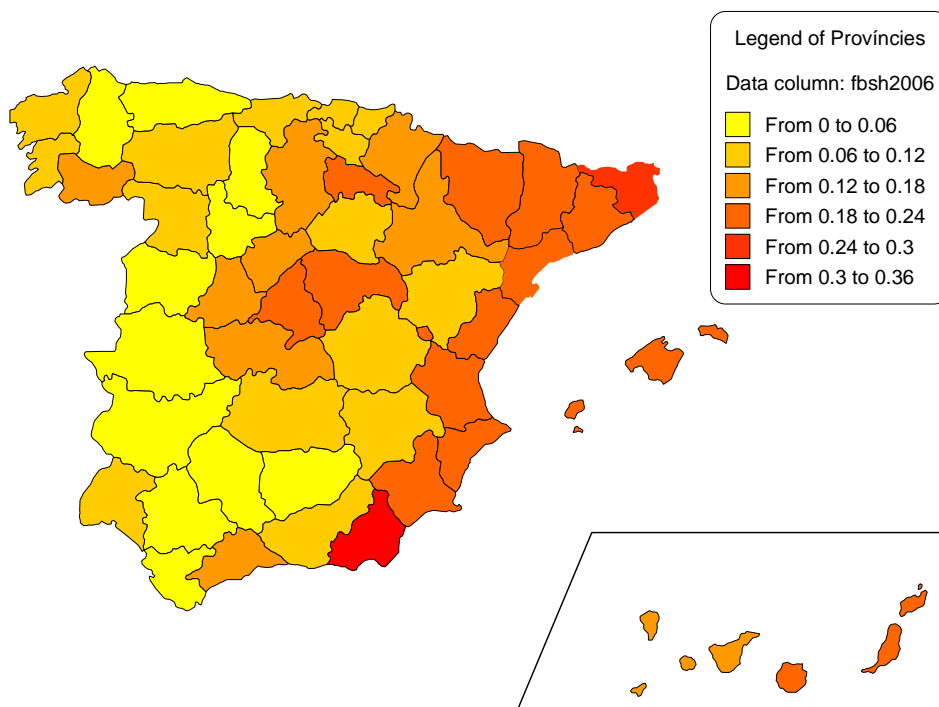 Legend of Províncies
Data column: fbsh2006
From 0 to 0.06
From 0.06 to 0.12
From 0.12 to 0.18
From 0.18 to 0.24
From 0.24 to 0.3
From 0.3 to 0.36